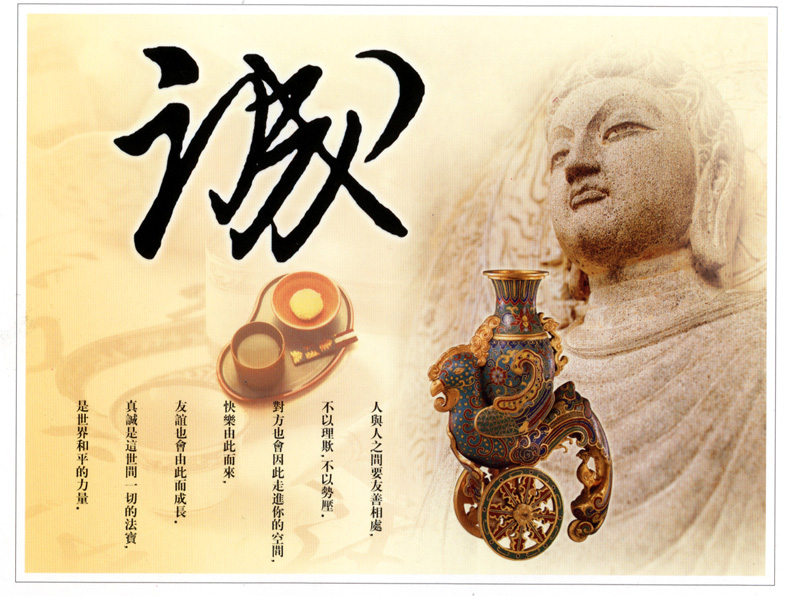 誠
人與人之間要友善相處,
不以理欺,不以勢壓.
對方也會因此走進你的空間,
快樂由此而來,
友誼也會由此而成長.
真誠是這世間一切的法寶,
是世界和平的力量.